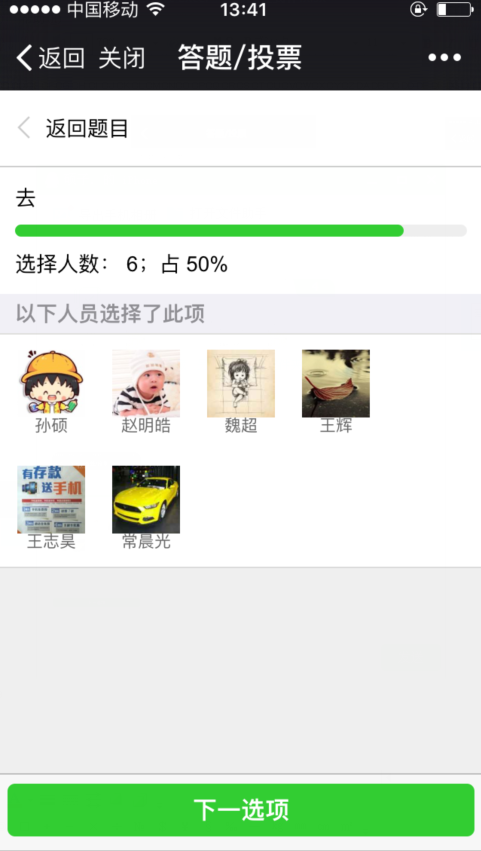 中国移动 13:41
返回 关闭 答题/投票
返回题目
去
选择人数： 6；占 50%
以下人员选择了此项
孙硕 赵明皓 魏超 王辉
有存款
送手机
王志昊 常晨光
下一选项